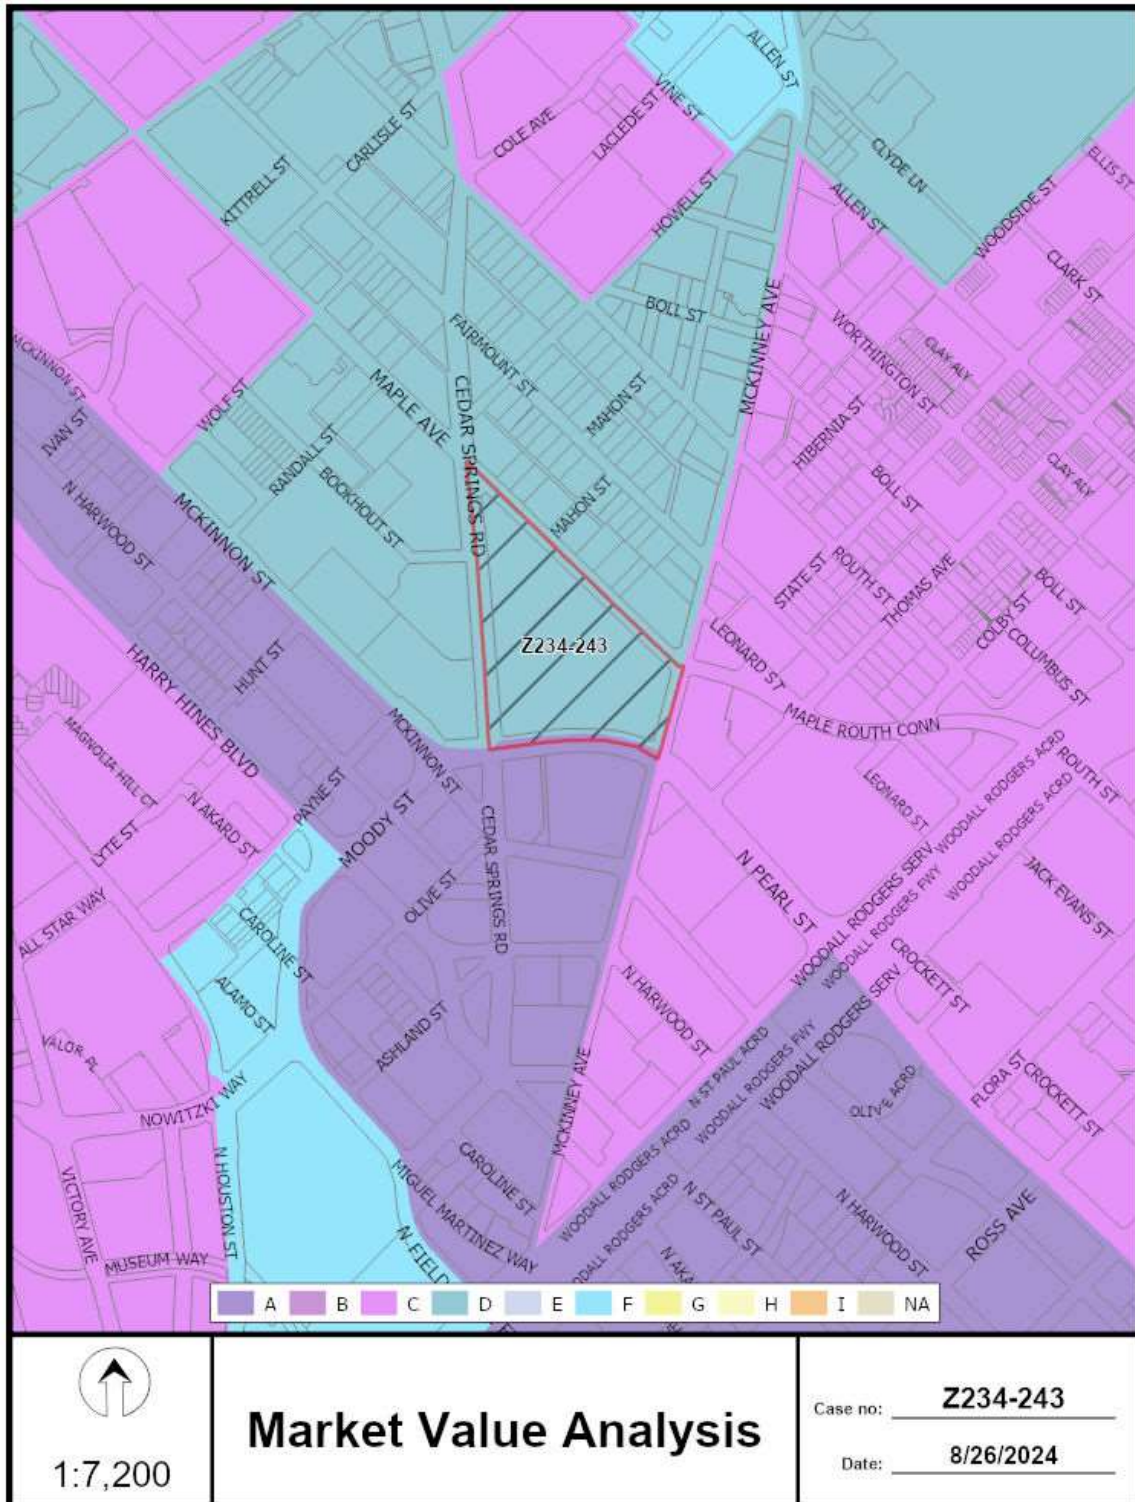 ALLEN ST
VINE ST
CARLISLE ST
COLE AVE
LACLEDE ST
CLYDE LN
ELLIS ST
KITTRELL ST
HOWELL ST
ALLEN ST
WOODSIDE ST
CLARK ST
BOLL ST
MCKINNEY AVE
WORTHINGTON ST
CLAY ALY
MCKINNON ST
IVAN ST
WOLF ST
MAPLE AVE
FAIRMOUNT ST
CEDAR SPRINGS RD
MAHON ST
HIBERNIA ST
RANDALL ST
BOOKHOUT ST
MAHON ST
BOLL ST
CLAY ALY
N HARWOOD ST
MCKINNON ST
STATE ST
ROUTH ST
THOMAS AVE
BOLL ST
COLBY ST
COLUMBUS ST
Z234-243
LEONARD ST
HUNT ST
HARRY HINES BLVD
MCKINNON ST
MAPLE ROUTH CONN
MAGNOLIA HILL CT
LYTE ST
N AKARD ST
PAYNE ST
MOODY ST
CEDAR SPRINGS RD
LEONARD ST
WOODALL RODGERS ACRD
ROUTH ST
WOODALL RODGERS ACRD
WOODALL RODGERS SERV
WOODALL RODGERS FWY
JACK EVANS ST
N PEARL ST
OLIVE ST
ALL STAR WAY
CAROLINE ST
ALAMO ST
CROCKETT ST
WOODALL RODGERS SERV
N HARWOOD ST
ASHLAND ST
VALOR PL
NOWITZKI WAY
N ST PAUL ACRD
WOODALL RODGERS FWY
OLIVE ACRD
FLORA ST
CROCKETT ST
MCKINNEY AVE
WOODALL RODGERS ACRD
VICTORY AVE
N HOUSTON ST
MUSEUM WAY
CAROLINE ST
MIGUEL MARTINEZ WAY
N FIELD
N ST PAUL ST
N HARWOOD ST
ROSS AVE
ODALL RODGERS ACRD
N AKA
A B C D E F G H I NA
1:7,200
Market Value Analysis
Case no: Z234-243
Date: 8/26/2024